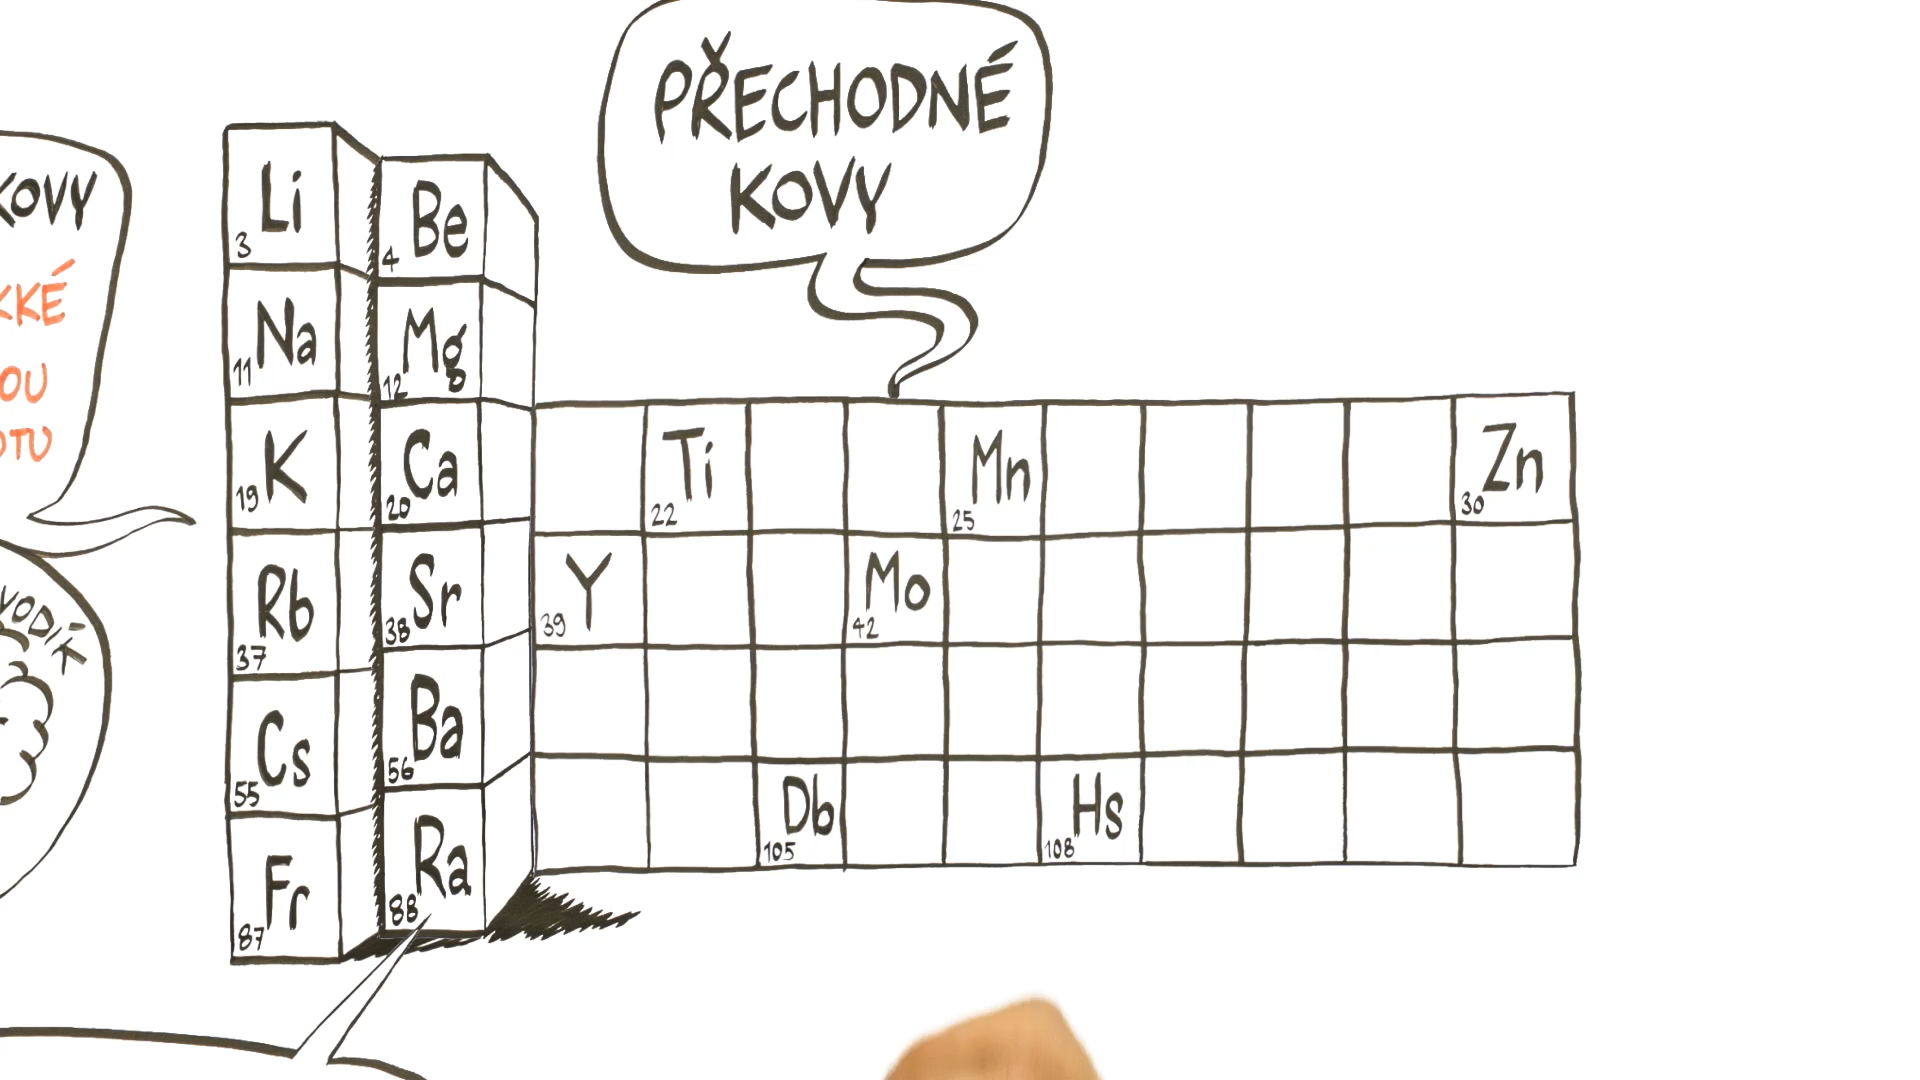 PŘECHODNÉ
KOVY
KOVY
OU
Li
3
Be
4
Na
11
Mg
12
K
19
Ca
20
Ti
22
Mn
25
Zn
30
Rb
37
Sr
38
Y
39
Mo
42
Cs
55
Ba
56
Fr
87
Ra
88
Db
105
Hs
108
VODÍK